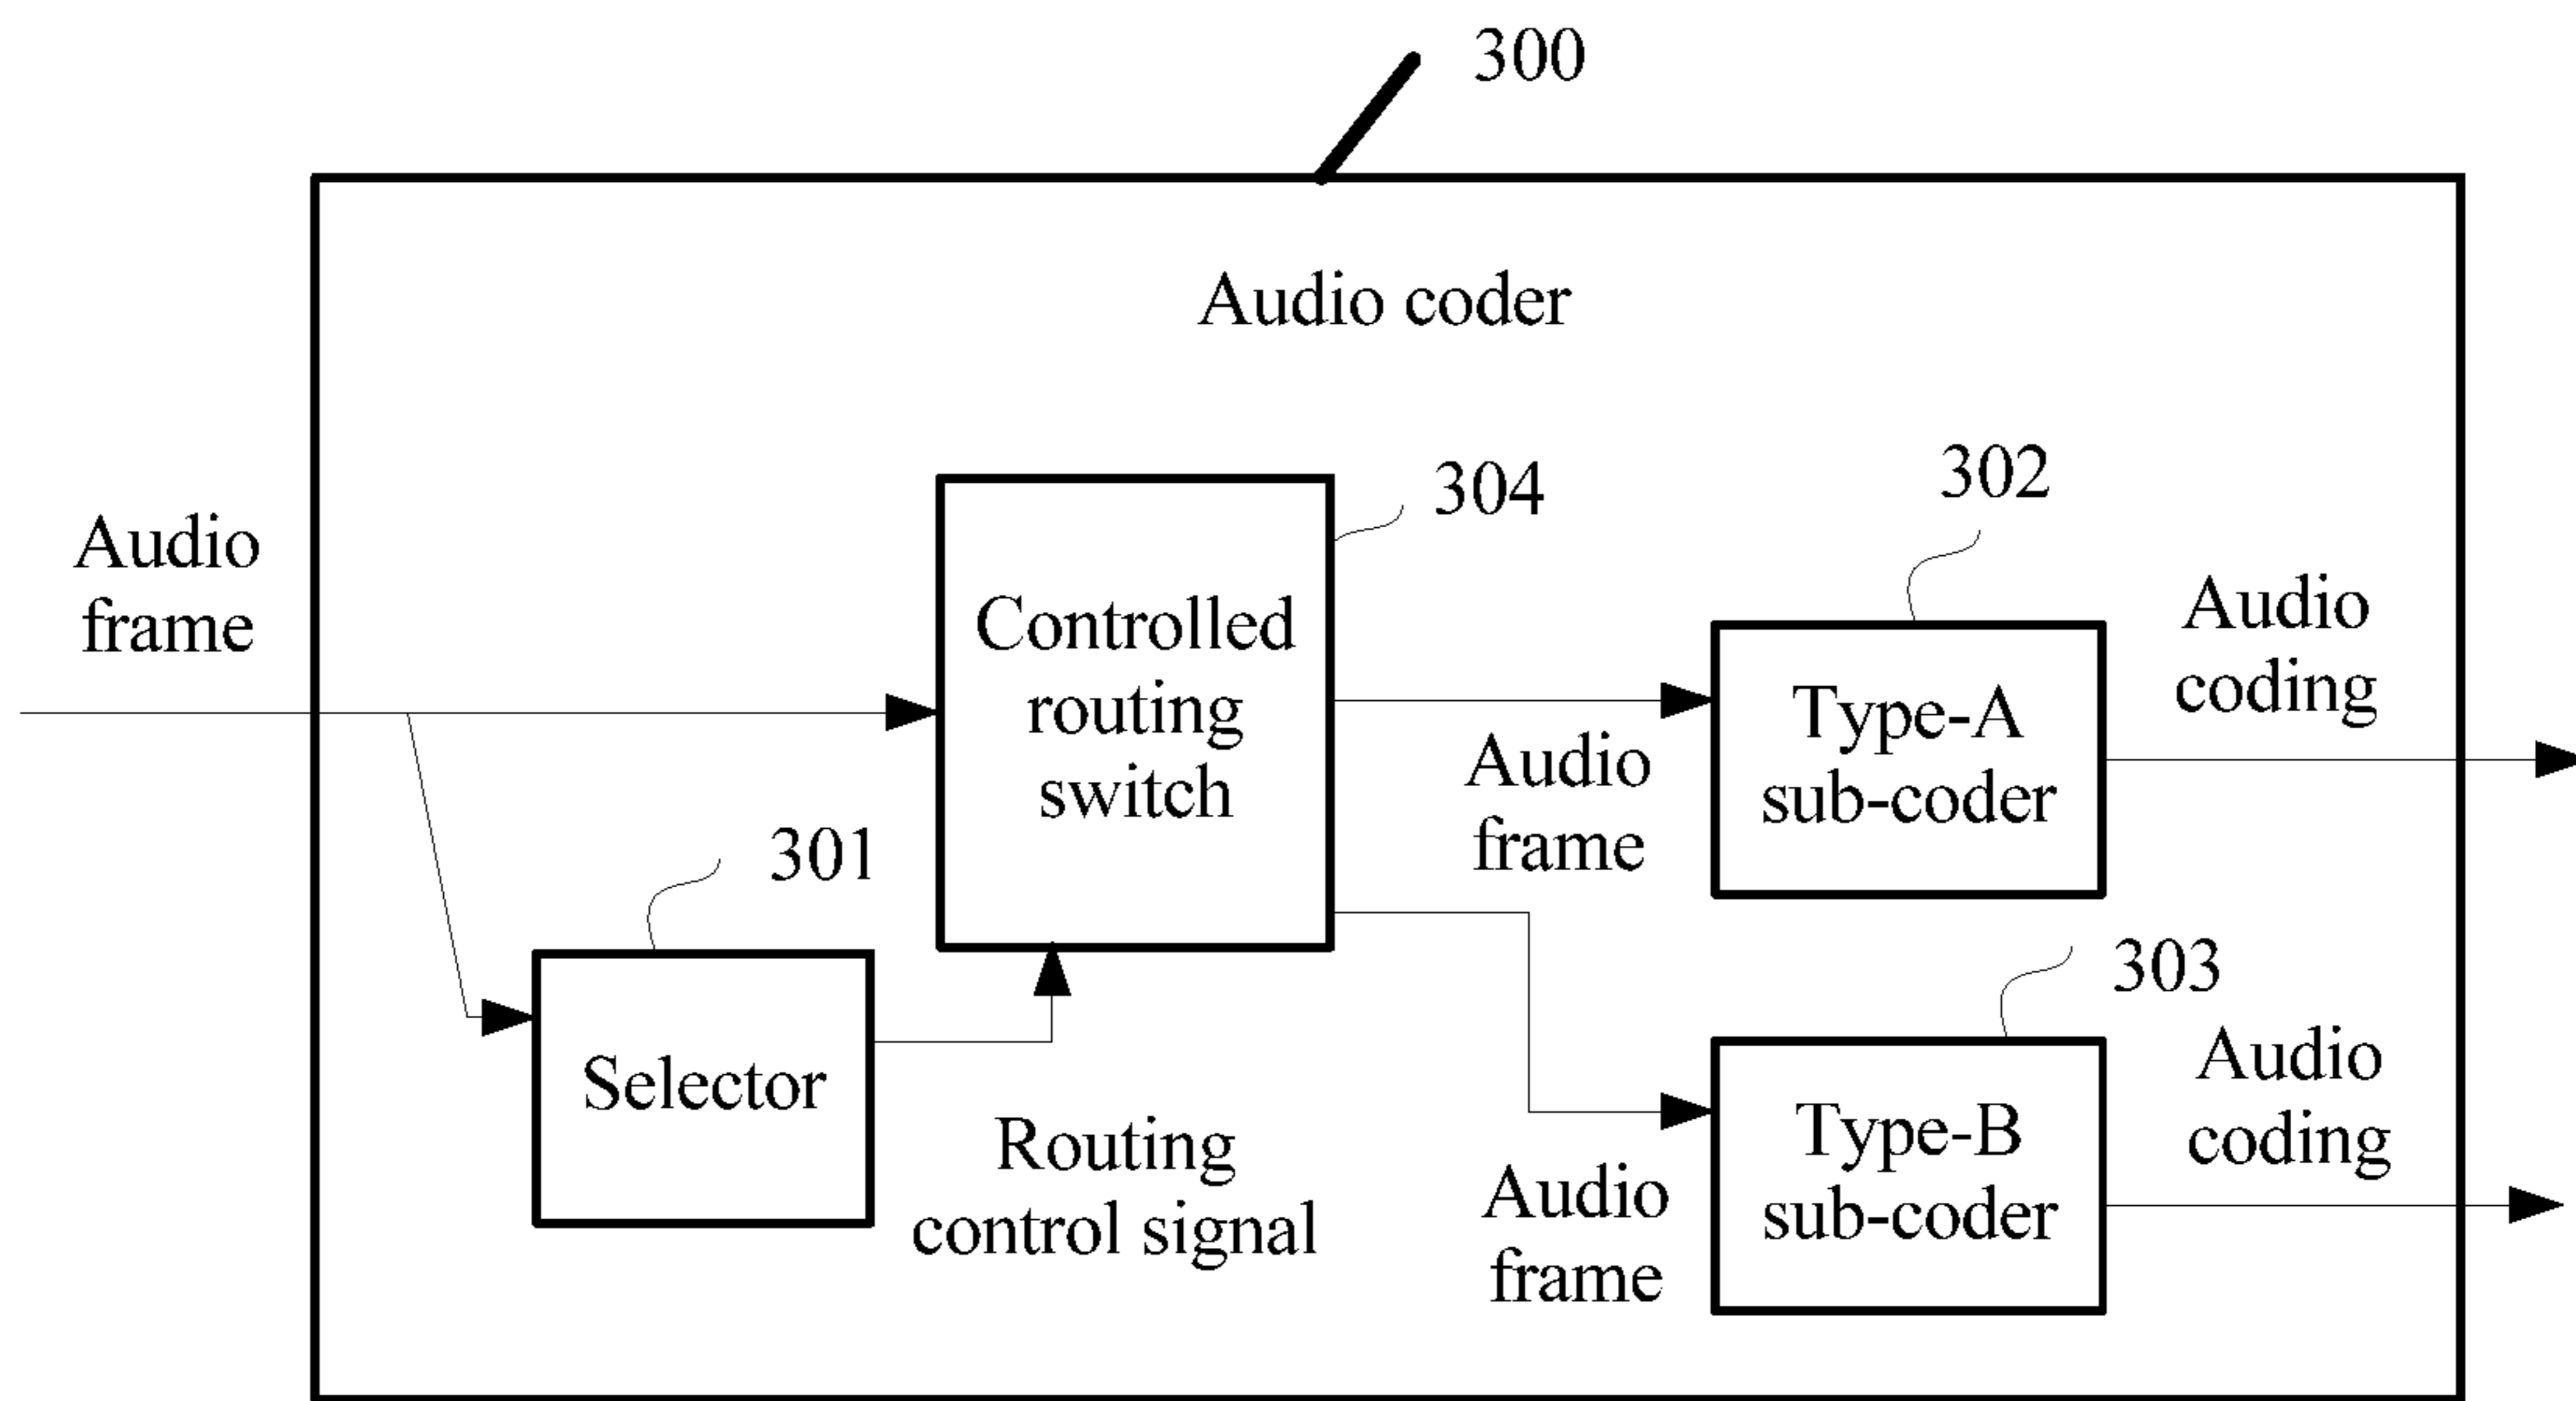 300
Audio coder
Audio
frame
304
Controlled
routing
switch
302
Type-A
sub-coder
Audio
coding
Audio
frame
301
Selector
Routing
control signal
303
Type-B
sub-coder
Audio
frame
Audio
coding